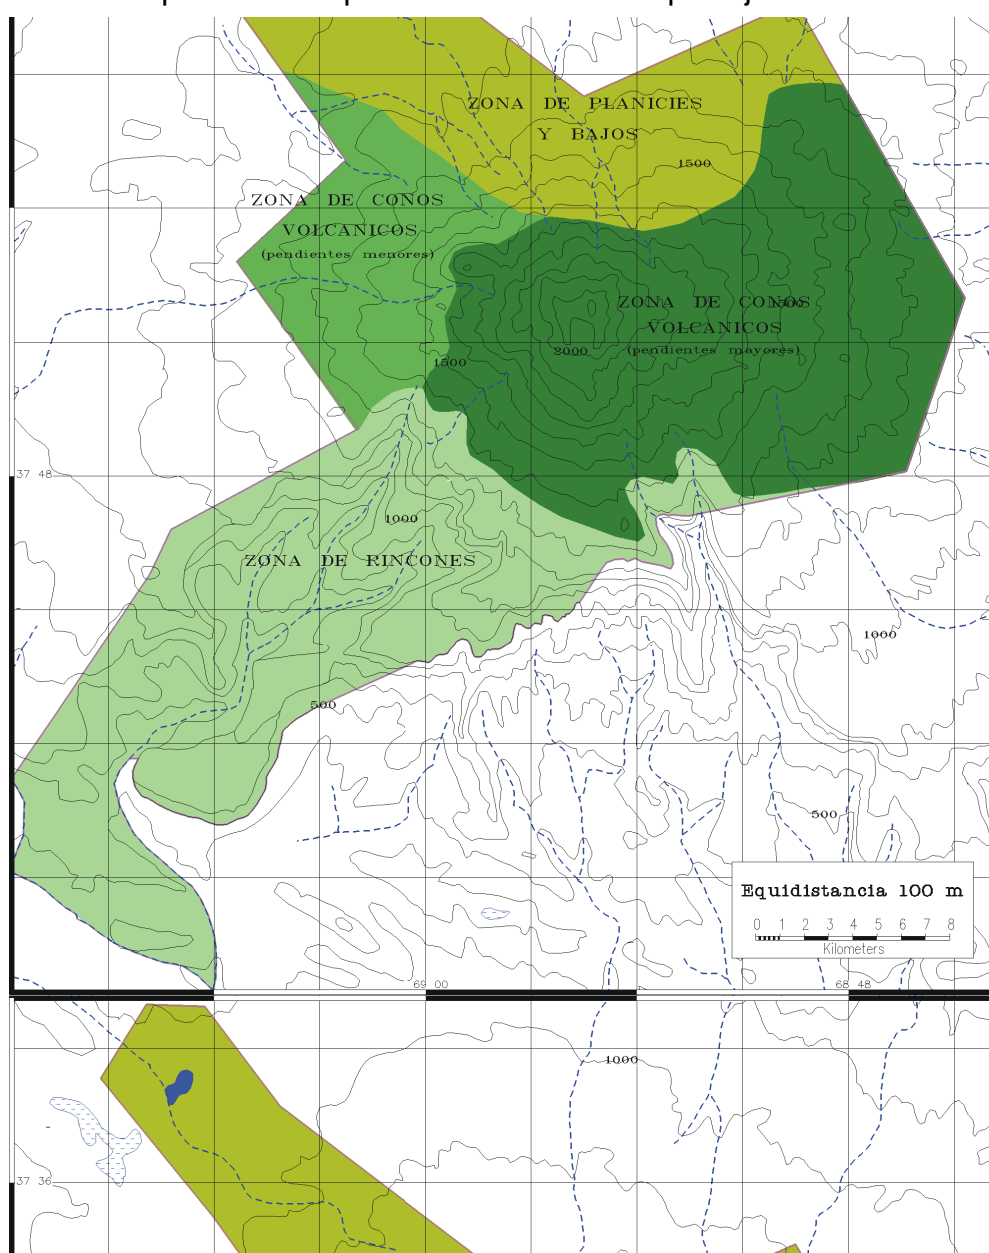 ZONA DE PLANICIES
Y BAJOS
1500
ZONA DE CONOS
VOLCANICOS
(pendientes menores)
ZONA DE CONOS
VOLCANICOS
(pendientes mayores)
2000
1500
37 48
1000
ZONA DE RINCONES
1000
500
500
Equidistancia 100 m
0 1 2 3 4 5 6 7 8
Kilometers
69 00
68 48
1000
37 36